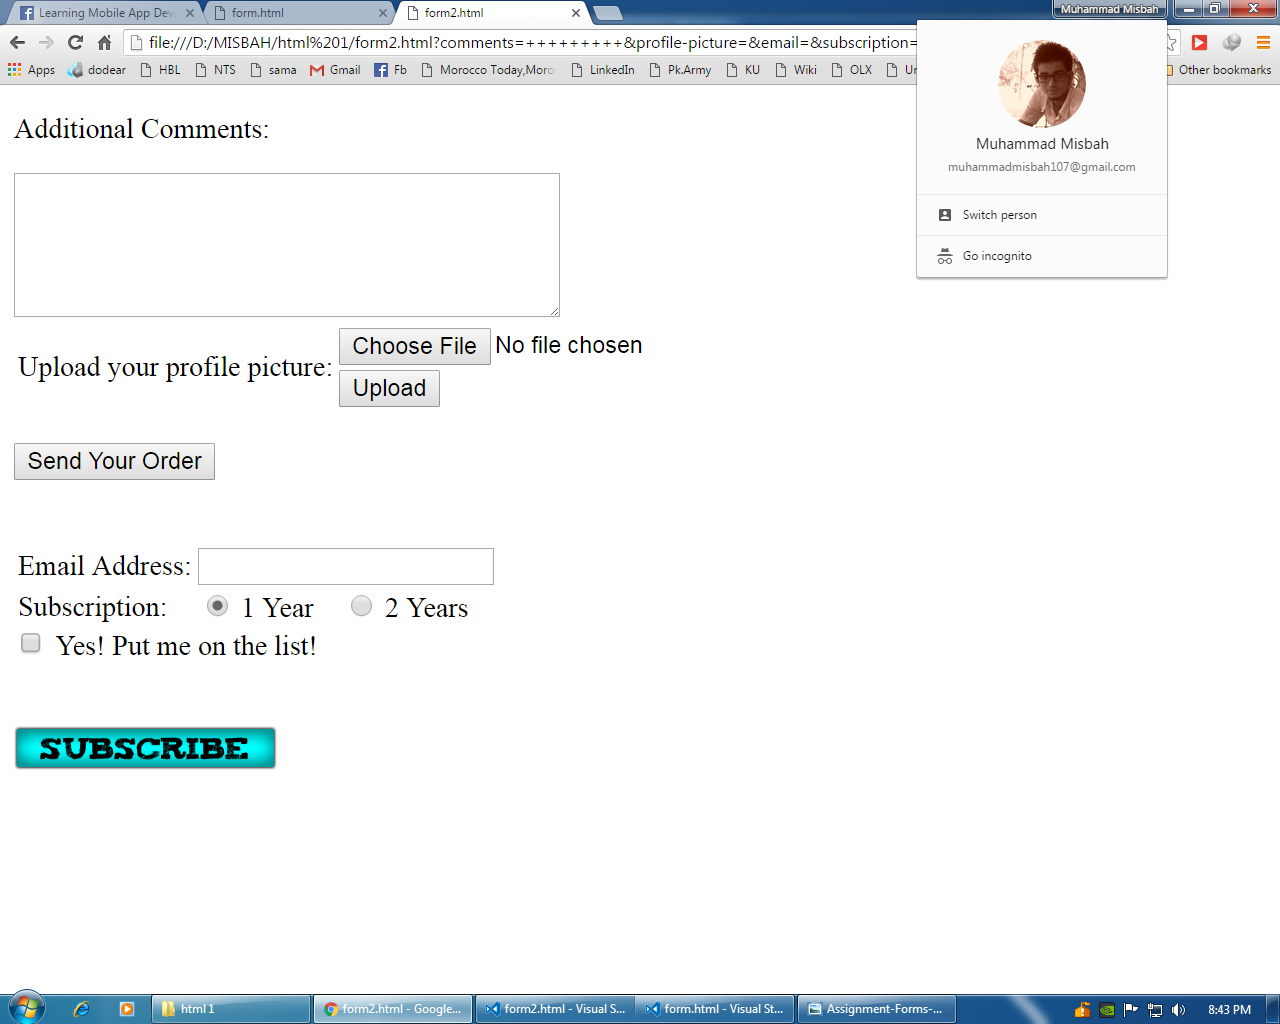 Learning Mobile App Deve
form.html
form2.html
Muhammad Misbah
file:///D:/MISBAH/html%201/form2.html?comments=+++++++++&profile-picture=&email=&subscription=
Apps dodear HBL NTS sama Gmail Fb Morocco Today,Moro LinkedIn Pk.Army KU Wiki OLX Ur Other bookmarks
Muhammad Misbah
muhammadmisbah107@gmail.com
Switch person
Go incognito
Additional Comments:
Upload your profile picture:
Choose File No file chosen
Upload
Send Your Order
Email Address:
Subscription: 1 Year 2 Years
Yes! Put me on the list!
SUBSCRIBE
html 1
form2.html - Google...
form2.html - Visual S...
form.html - Visual St...
Assignment-Forms-...
8:43 PM